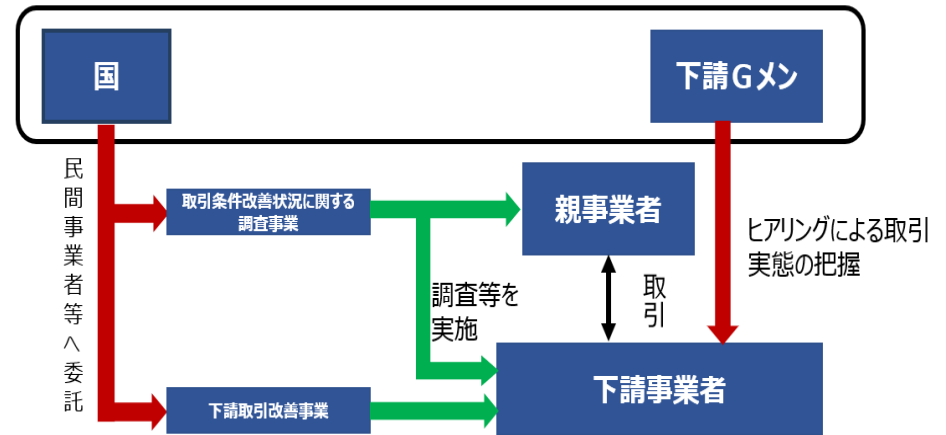 国
下請Gメン
民間事業者等へ委託
取引条件改善状況に関する
調査事業
親事業者
ヒアリングによる取引
実態の把握
調査等を
実施
取引
下請事業者
下請取引改善事業